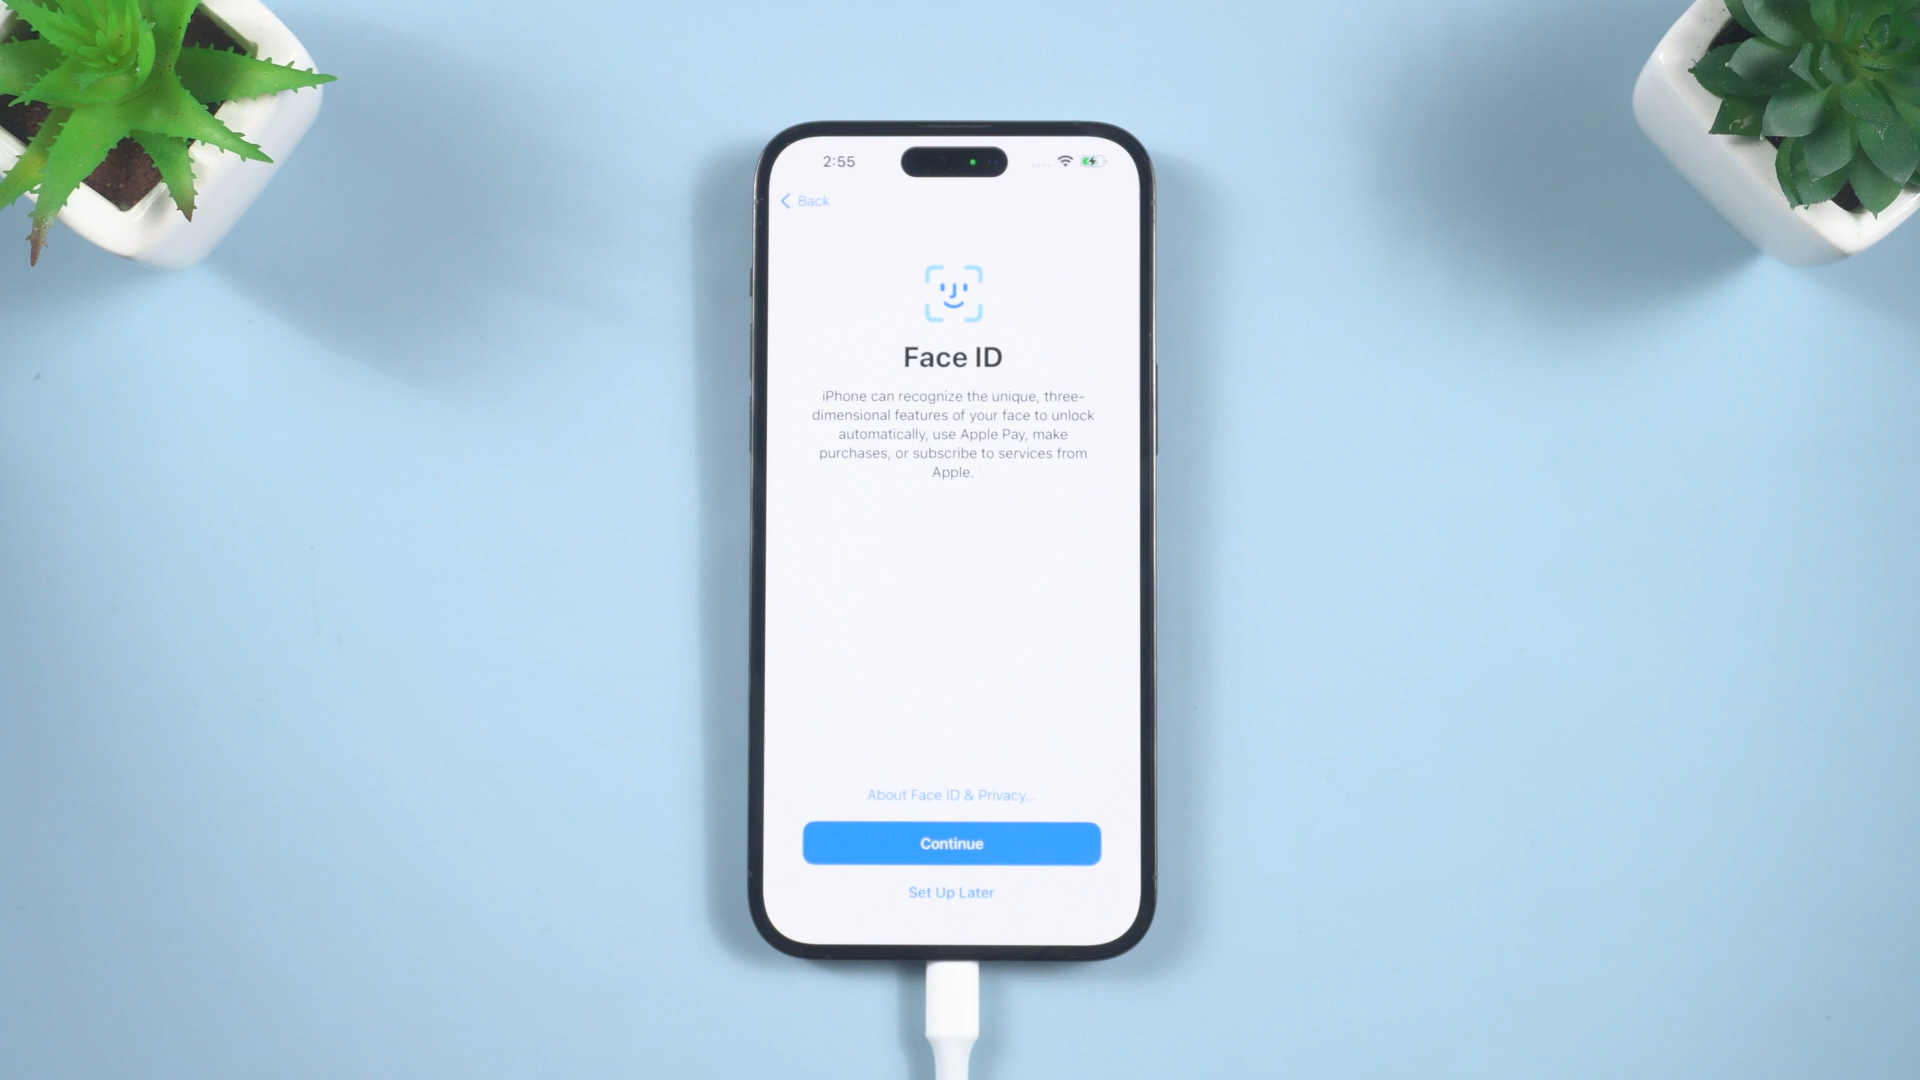 2:55
Back
Face ID
iPhone can recognize the unique, three-
dimensional features of your face to unlock
automatically, use Apple Pay, make
purchases, or subscribe to services from
Apple.
About Face ID & Privacy...
Continue
Set Up Later